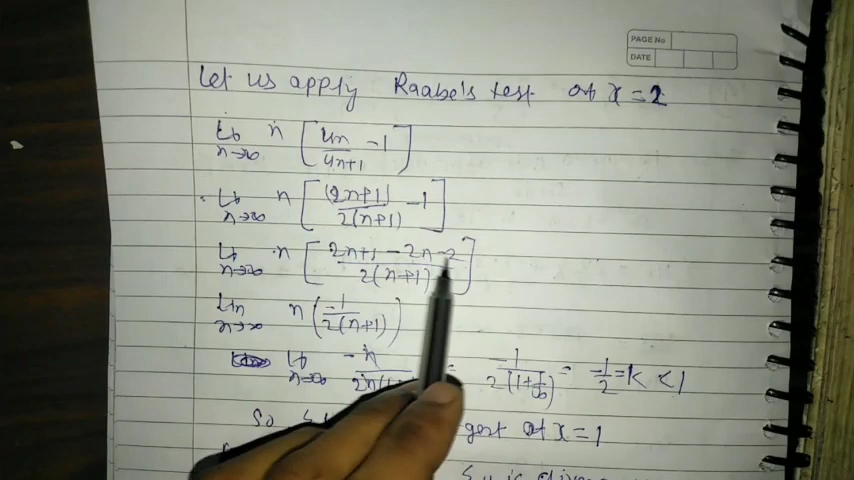 PAGE No
DATE
Let us apply Raabe's test at x = 2
Lt n→∞ n [ Un / Un+1 - 1 ]
Lt n→∞ n [ (2n+1) / 2(n+1) - 1 ]
Lt n→∞ n [ 2n+1 - 2n - 2 / 2(n+1) ]
Lt n→∞ n ( -1 / 2(n+1) )
Lt n→∞ -n / 2n(1+ = -1 / 2(1+1/∞) = -1/2 = K < 1
So gent at x = 1